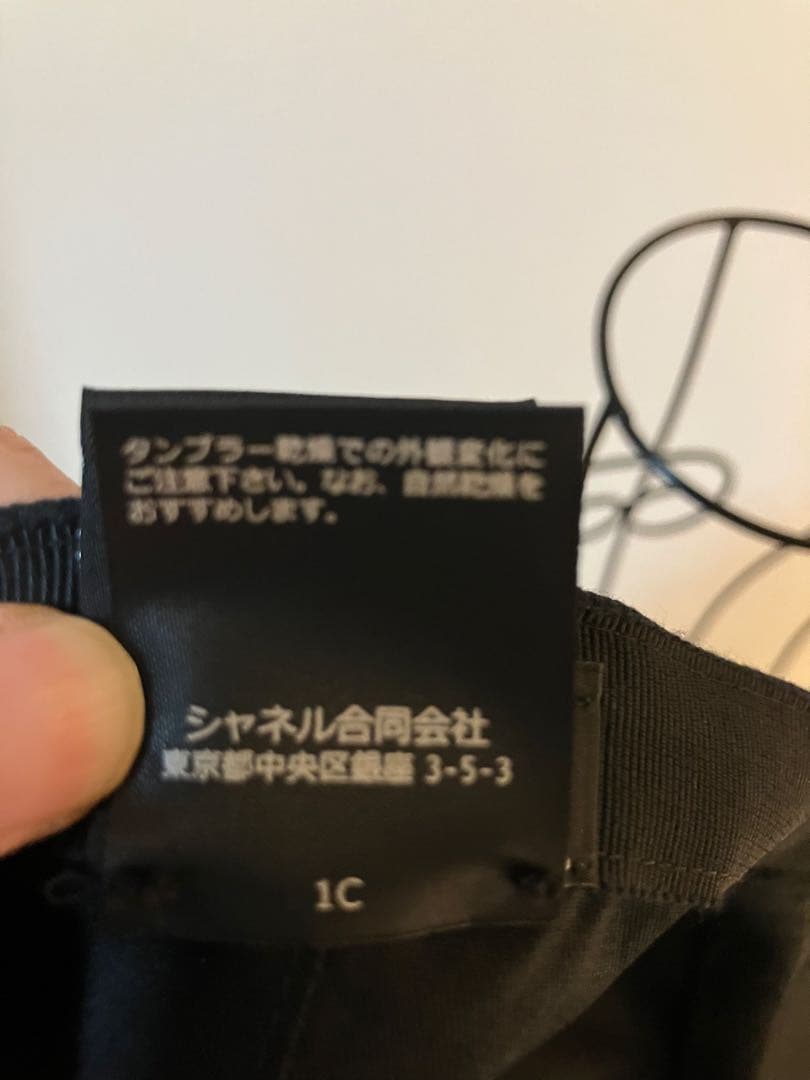 タンブラー乾燥での外観変化に
ご注意下さい。なお、自然乾燥を
おすすめします。
シャネル合同会社
東京都中央区銀座 3-5-3
1C